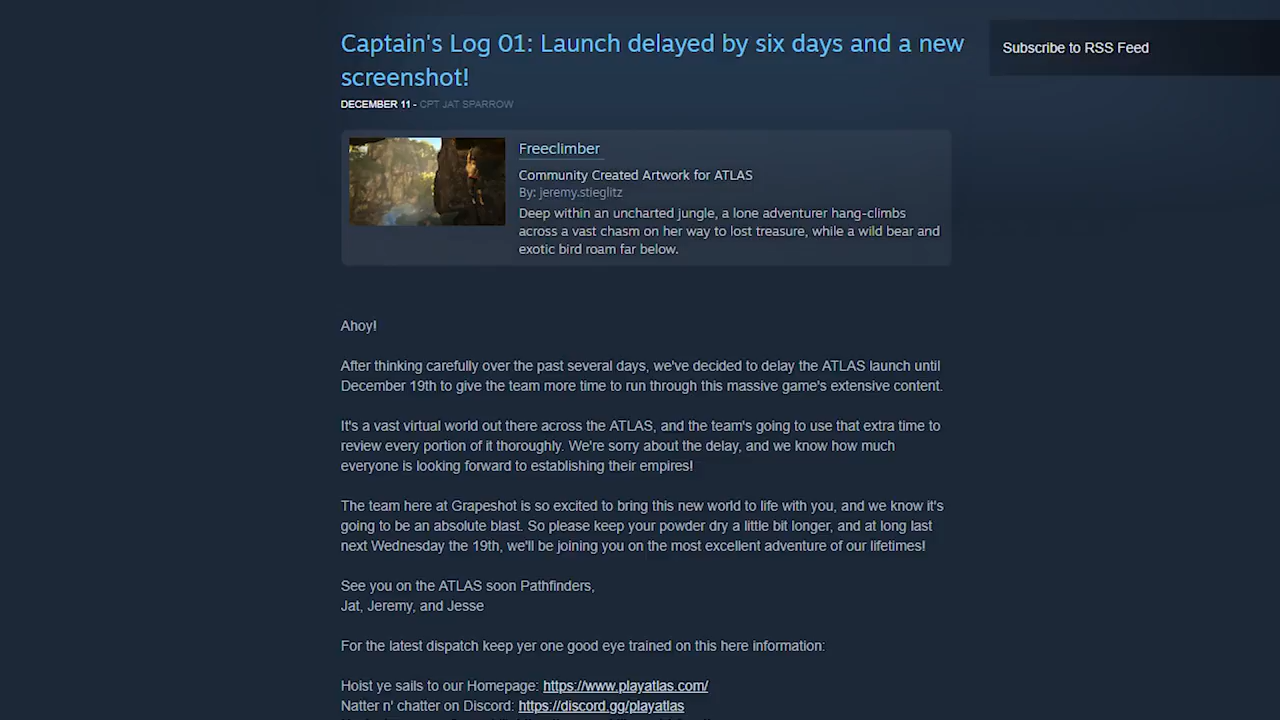 Captain's Log 01: Launch delayed by six days and a new
screenshot!
Subscribe to RSS Feed
DECEMBER 11 - CPT JAT SPARROW
Freeclimber
Community Created Artwork for ATLAS
By: jeremy.stieglitz
Deep within an uncharted jungle, a lone adventurer hang-climbs
across a vast chasm on her way to lost treasure, while a wild bear and
exotic bird roam far below.
Ahoy!
After thinking carefully over the past several days, we've decided to delay the ATLAS launch until
December 19th to give the team more time to run through this massive game's extensive content.
It's a vast virtual world out there across the ATLAS, and the team's going to use that extra time to
review every portion of it thoroughly. We're sorry about the delay, and we know how much
everyone is looking forward to establishing their empires!
The team here at Grapeshot is so excited to bring this new world to life with you, and we know it's
going to be an absolute blast. So please keep your powder dry a little bit longer, and at long last
next Wednesday the 19th, we'll be joining you on the most excellent adventure of our lifetimes!
See you on the ATLAS soon Pathfinders,
Jat, Jeremy, and Jesse
For the latest dispatch keep yer one good eye trained on this here information:
Hoist ye sails to our Homepage: https://www.playatlas.com/
Natter n' chatter on Discord: https://discord.gg/playatlas